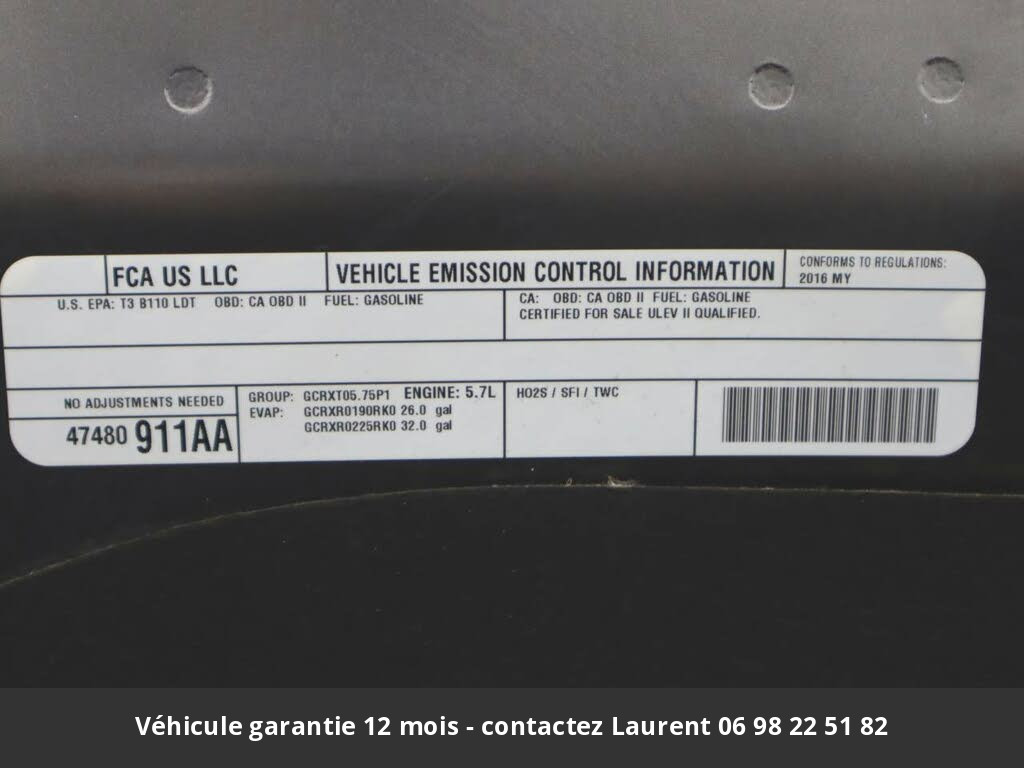 FCA US LLC
VEHICLE EMISSION CONTROL INFORMATION
CONFORMS TO REGULATIONS:
2016 MY
U.S. EPA: T3 B110 LDT OBD: CA OBD II FUEL: GASOLINE
CA: OBD: CA OBD II FUEL: GASOLINE
CERTIFIED FOR SALE ULEV II QUALIFIED.
NO ADJUSTMENTS NEEDED
47480 911AA
GROUP: GCRXT05.75P1 ENGINE: 5.7L
EVAP: GCRXR0190RK0 26.0 gal
GCRXR0225RK0 32.0 gal
HO2S / SFI / TWC
Véhicule garantie 12 mois - contactez Laurent 06 98 22 51 82